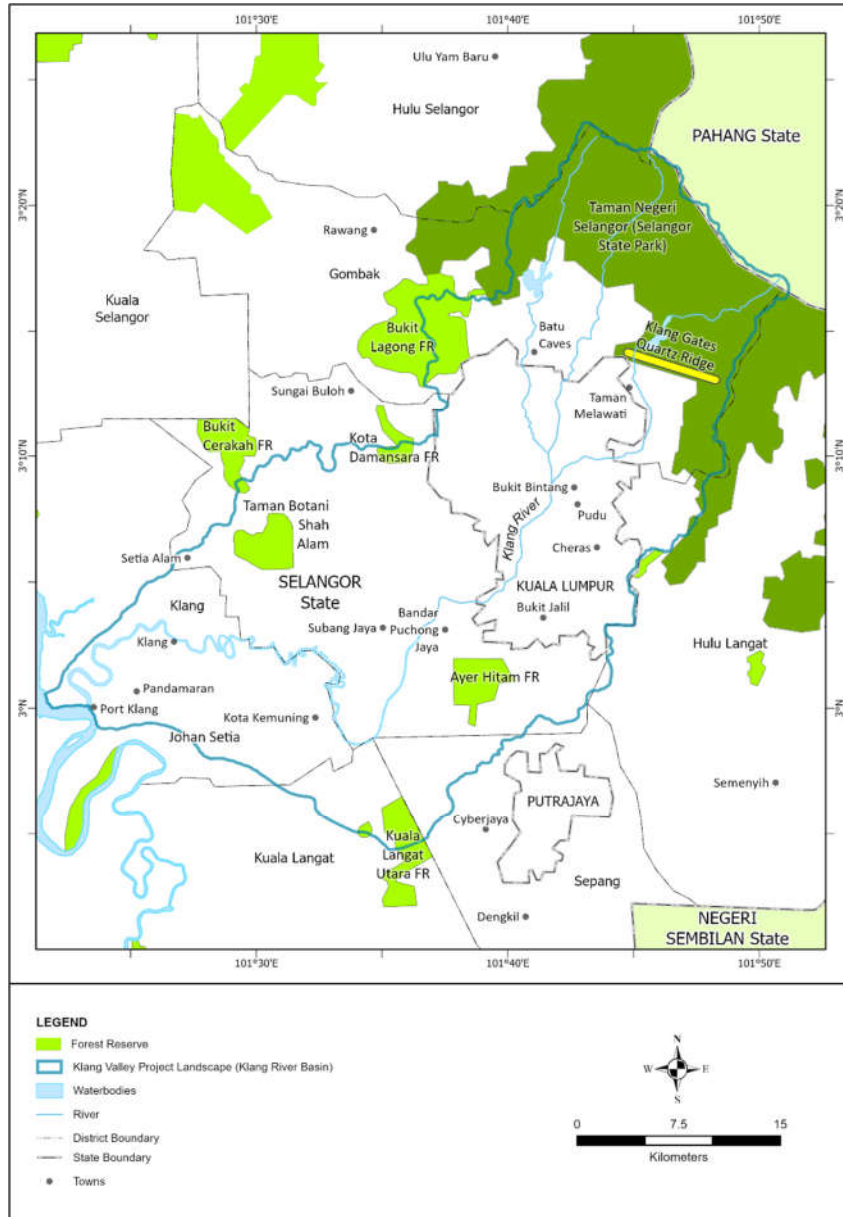 101°30'E
101°40'E
101°50'E
Ulu Yam Baru
Hulu Selangor
PAHANG State
3°20'N
3°20'N
Taman Negeri
Selangor (Selangor
State Park)
Rawang
Gombak
Kuala
Selangor
Bukit
Lagong FR
Batu
Caves
Klang Gates
Quartz Ridge
Sungai Buloh
Taman
Melawati
Bukit
Cerakah FR
Kota
Damansara FR
3°10'N
3°10'N
Bukit Bintang
Pudu
Klang River
Taman Botani
Shah
Alam
Setia Alam
Cheras
SELANGOR
State
KUALA LUMPUR
Klang
Bandar
Puchong
Jaya
Bukit Jalil
Subang Jaya
Klang
Hulu Langat
Ayer Hitam FR
Pandamaran
Port Klang
Kota Kemuning
3°N
3°N
Johan Setia
Semenyih
PUTRAJAYA
Cyberjaya
Kuala
Langat
Utara FR
Kuala Langat
Sepang
Dengkil
NEGERI
SEMBILAN State
101°30'E
101°40'E
101°50'E
LEGEND
Forest Reserve
Klang Valley Project Landscape (Klang River Basin)
Waterbodies
River
District Boundary
State Boundary
Towns
N
W E
S
0 7.5 15
Kilometers